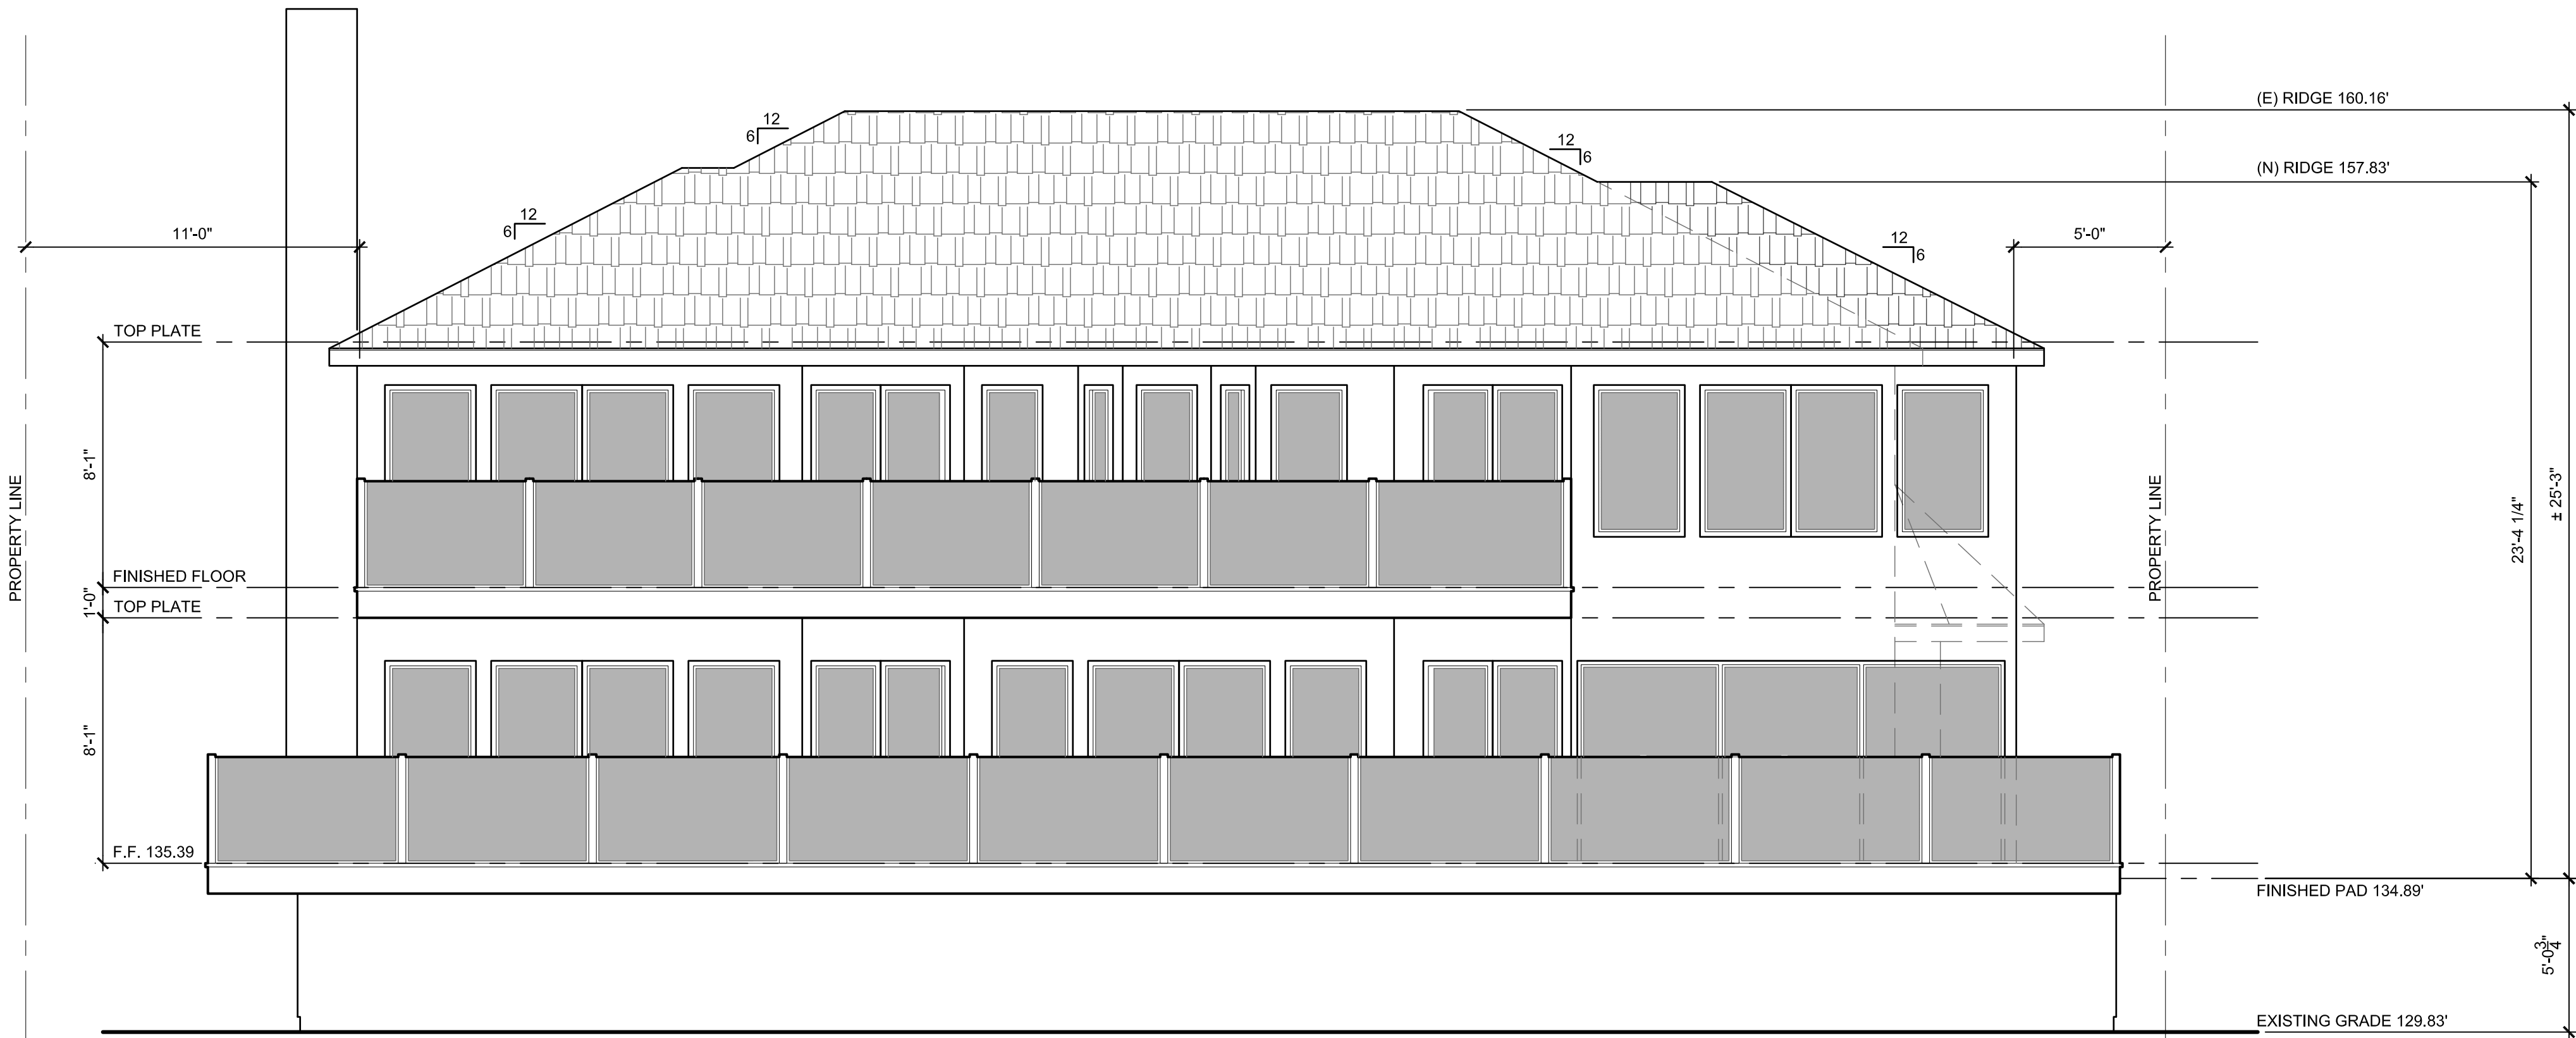 (E) RIDGE 160.16'
12
6
12
6
(N) RIDGE 157.83'
12
6
11'-0"
12
6
5'-0"
TOP PLATE
8'-1"
PROPERTY LINE
PROPERTY LINE
23'-4 1/4"
± 25'-3"
FINISHED FLOOR
1'-0"
TOP PLATE
8'-1"
F.F. 135.39
FINISHED PAD 134.89'
5'-0 3/4"
EXISTING GRADE 129.83'